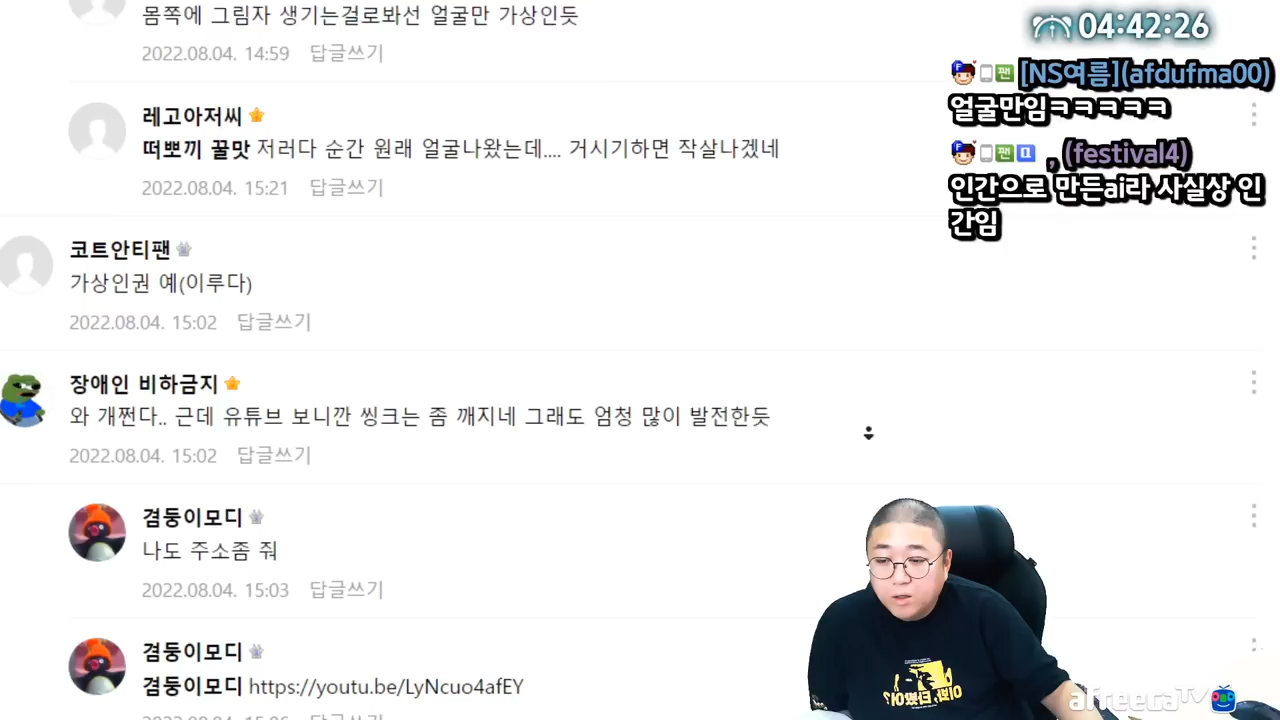 몸쪽에 그림자 생기는걸로봐선 얼굴만 가상인듯
2022.08.04. 14:59 답글쓰기
레고아저씨
떠뽀끼 꿀맛 저러다 순간 원래 얼굴나왔는데.... 거시기하면 작살나겠네
2022.08.04. 15:21 답글쓰기
코트안티팬
가상인권 예(이루다)
2022.08.04. 15:02 답글쓰기
장애인 비하금지
와 개쩐다.. 근데 유튜브 보니깐 씽크는 좀 깨지네 그래도 엄청 많이 발전한듯
2022.08.04. 15:02 답글쓰기
겸둥이모디
나도 주소좀 줘
2022.08.04. 15:03 답글쓰기
겸둥이모디
겸둥이모디 https://youtu.be/LyNcuo4afEY
04:42:26
F 팬 [NS여름](afdufma00)
얼굴만임ㅋㅋㅋㅋㅋ
F 팬 , (festival4)
인간으로 만든ai라 사실상 인
간임
afreecaTV